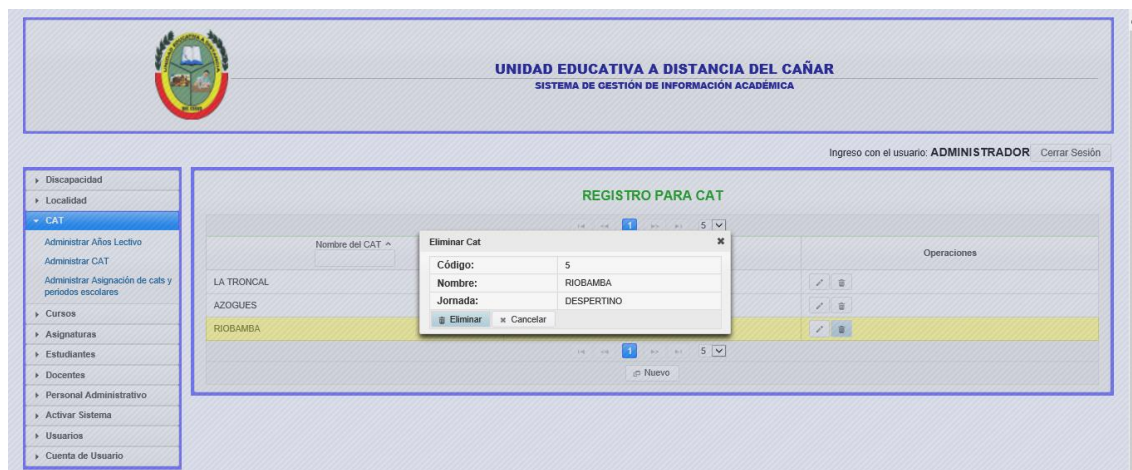 UNIDAD EDUCATIVA A DISTANCIA DEL CAÑAR
SISTEMA DE GESTIÓN DE INFORMACIÓN ACADÉMICA
Ingreso con el usuario: ADMINISTRADOR Cerrar Sesión
Discapacidad
Localidad
CAT
Administrar Años Lectivo
Administrar CAT
Administrar Asignación de cats y
periodos escolares
Cursos
Asignaturas
Estudiantes
Docentes
Personal Administrativo
Activar Sistema
Usuarios
Cuenta de Usuario
REGISTRO PARA CAT
1 5
Nombre del CAT
Operaciones
LA TRONCAL
AZOGUES
RIOBAMBA
Eliminar Cat
Código: 5
Nombre: RIOBAMBA
Jornada: DESPERTINO
Eliminar Cancelar
1 5
Nuevo